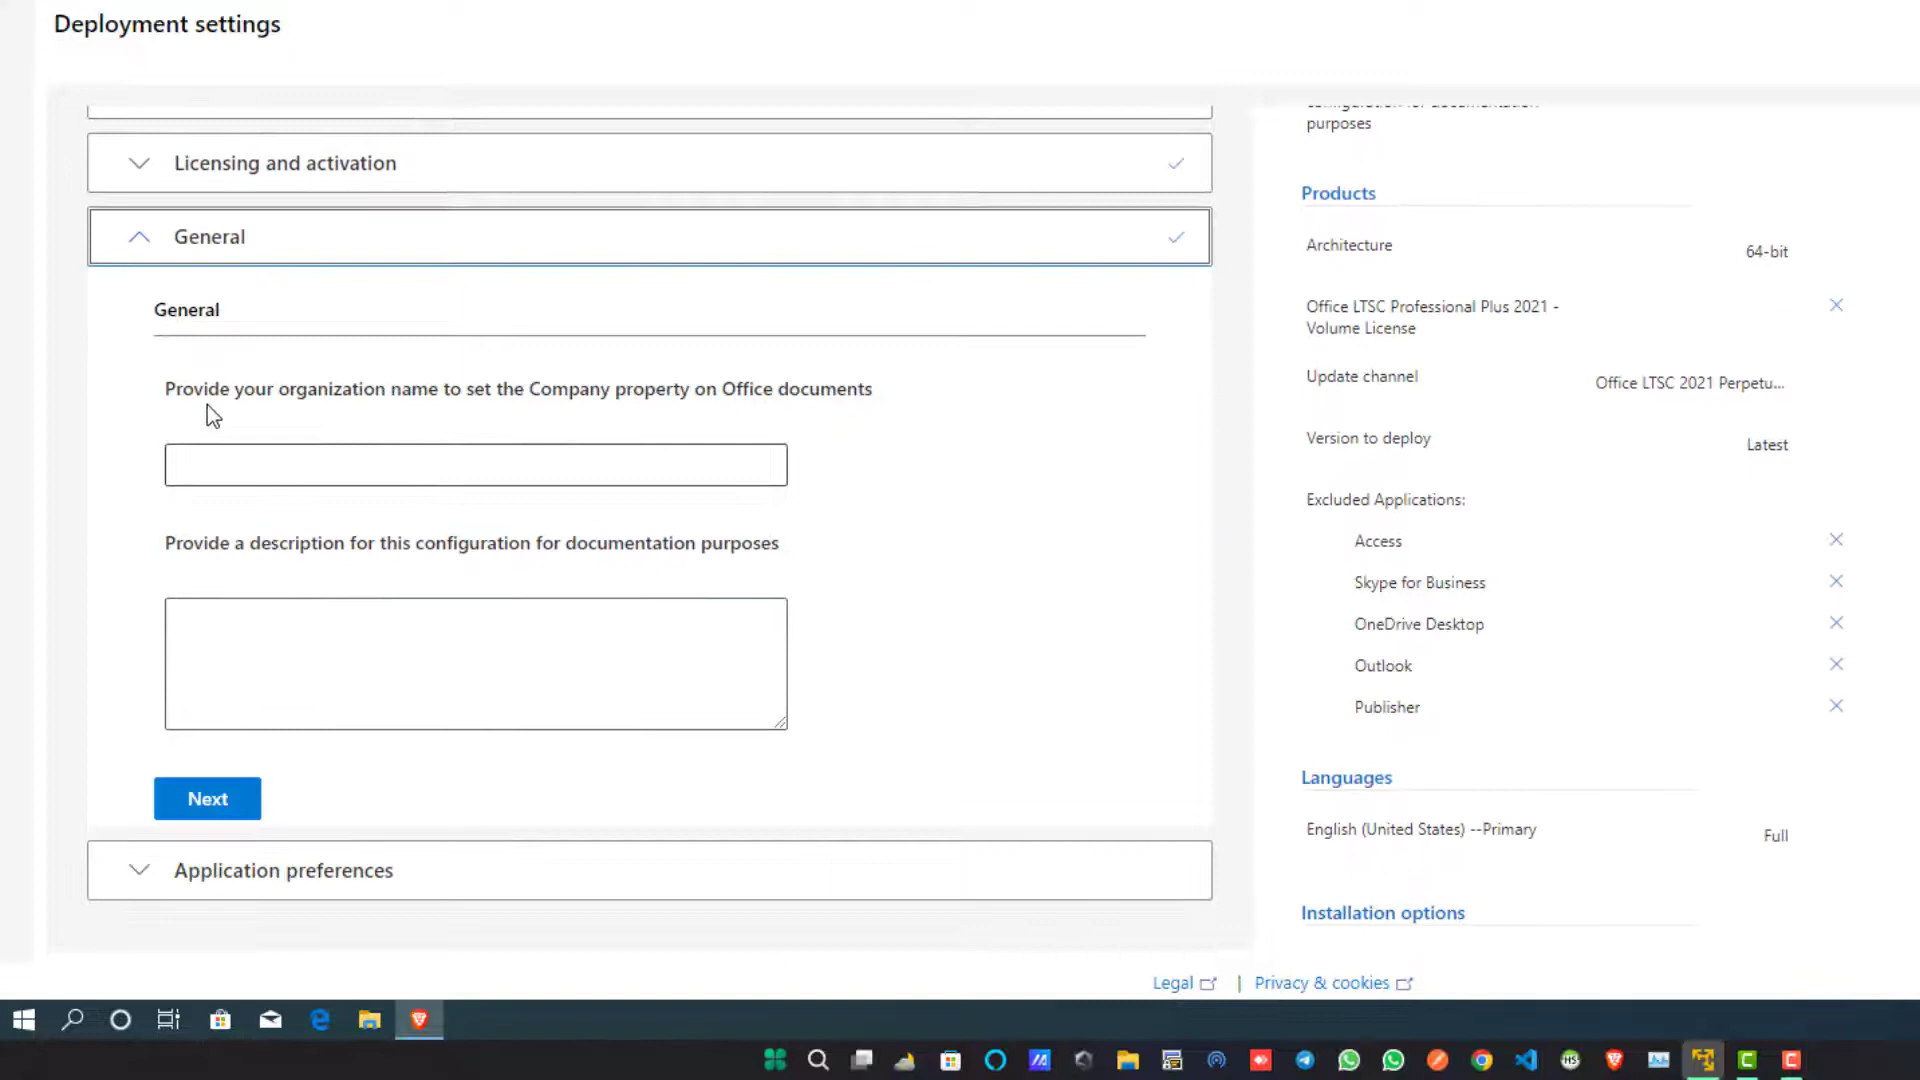 Deployment settings
Licensing and activation
General
General
Provide your organization name to set the Company property on Office documents
Provide a description for this configuration for documentation purposes
Next
Application preferences
configuration for documentation
purposes
Products
Architecture
64-bit
Office LTSC Professional Plus 2021 -
Volume License
Update channel
Office LTSC 2021 Perpetu...
Version to deploy
Latest
Excluded Applications:
Access
Skype for Business
OneDrive Desktop
Outlook
Publisher
Languages
English (United States) --Primary
Full
Installation options
Legal | Privacy & cookies